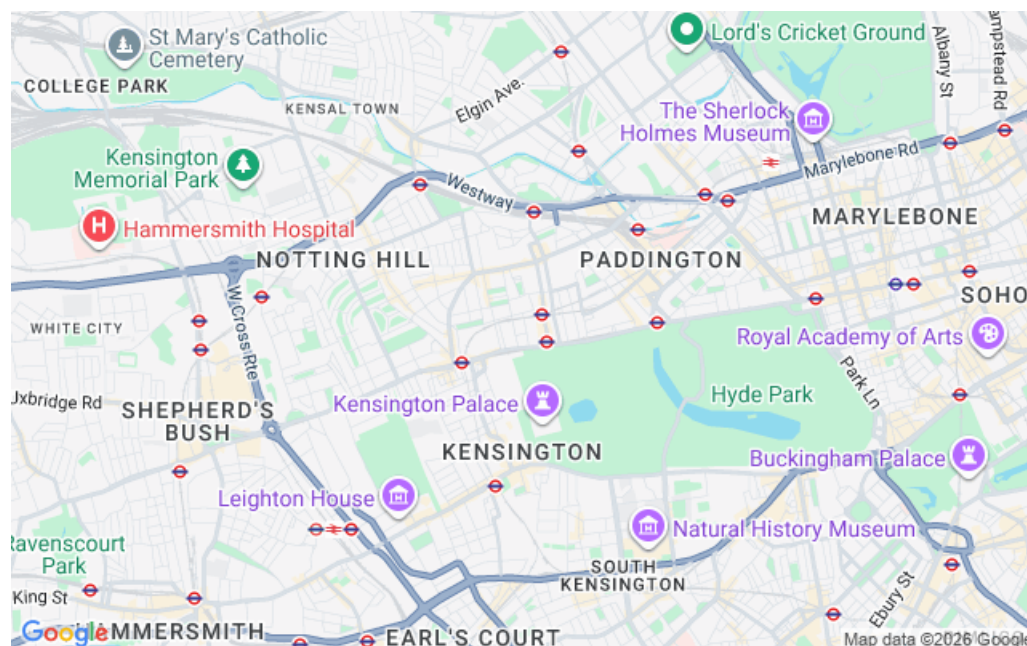 St Mary's Catholic
Cemetery
COLLEGE PARK
KENSAL TOWN
Elgin Ave.
Lord's Cricket Ground
Albany St
ampstead Rd
The Sherlock
Holmes Museum
Marylebone Rd
Kensington
Memorial Park
Westway
Hammersmith Hospital
MARYLEBONE
NOTTING HILL
PADDINGTON
W Cross Rte
SOHO
WHITE CITY
Royal Academy of Arts
Park Ln
Uxbridge Rd
SHEPHERD'S
BUSH
Kensington Palace
Hyde Park
KENSINGTON
Buckingham Palace
Leighton House
Natural History Museum
Ravenscourt
Park
SOUTH
KENSINGTON
King St
Ebury St
Google
HAMMERSMITH
EARL'S COURT
Map data ©2026 Google